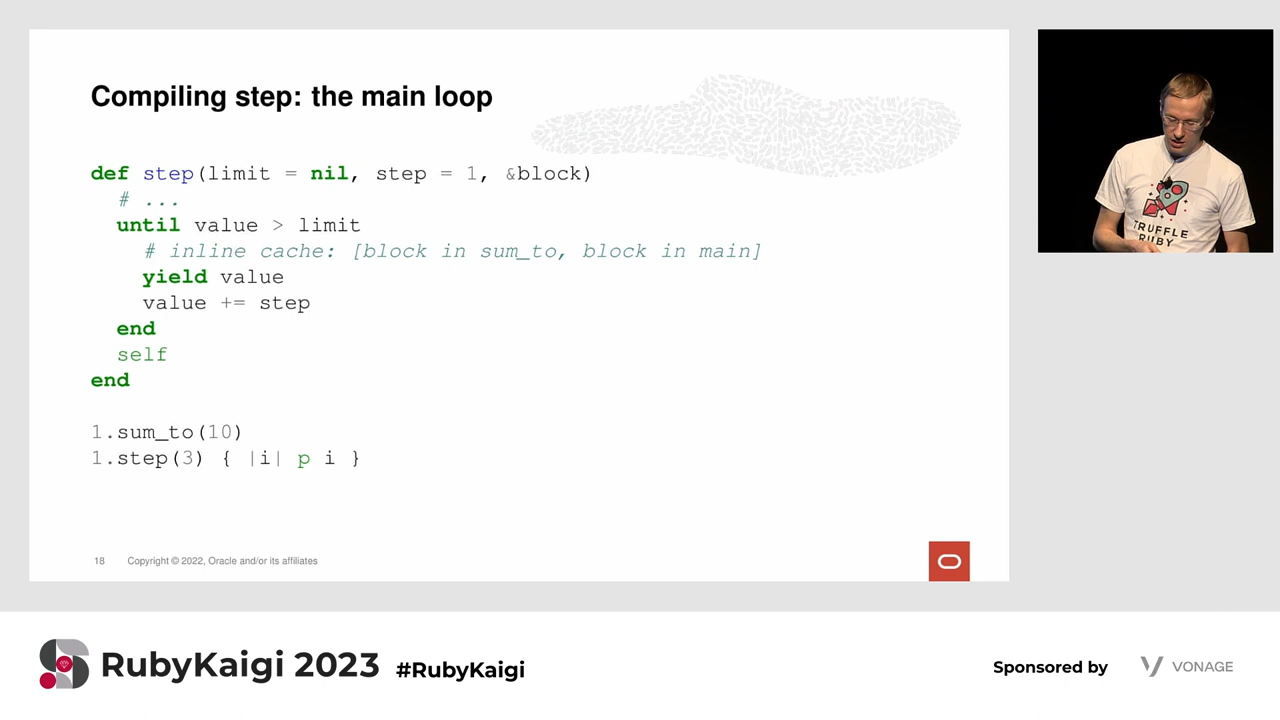 Compiling step: the main loop
def step(limit = nil, step = 1, &block)
  # ...
  until value > limit
    # inline cache: [block in sum_to, block in main]
    yield value
    value += step
  end
  self
end
1.sum_to(10)
1.step(3) { |i| p i }
18 Copyright © 2022, Oracle and/or its affiliates
TRUFFLE
RUBY
RubyKaigi 2023 #RubyKaigi
Sponsored by VONAGE